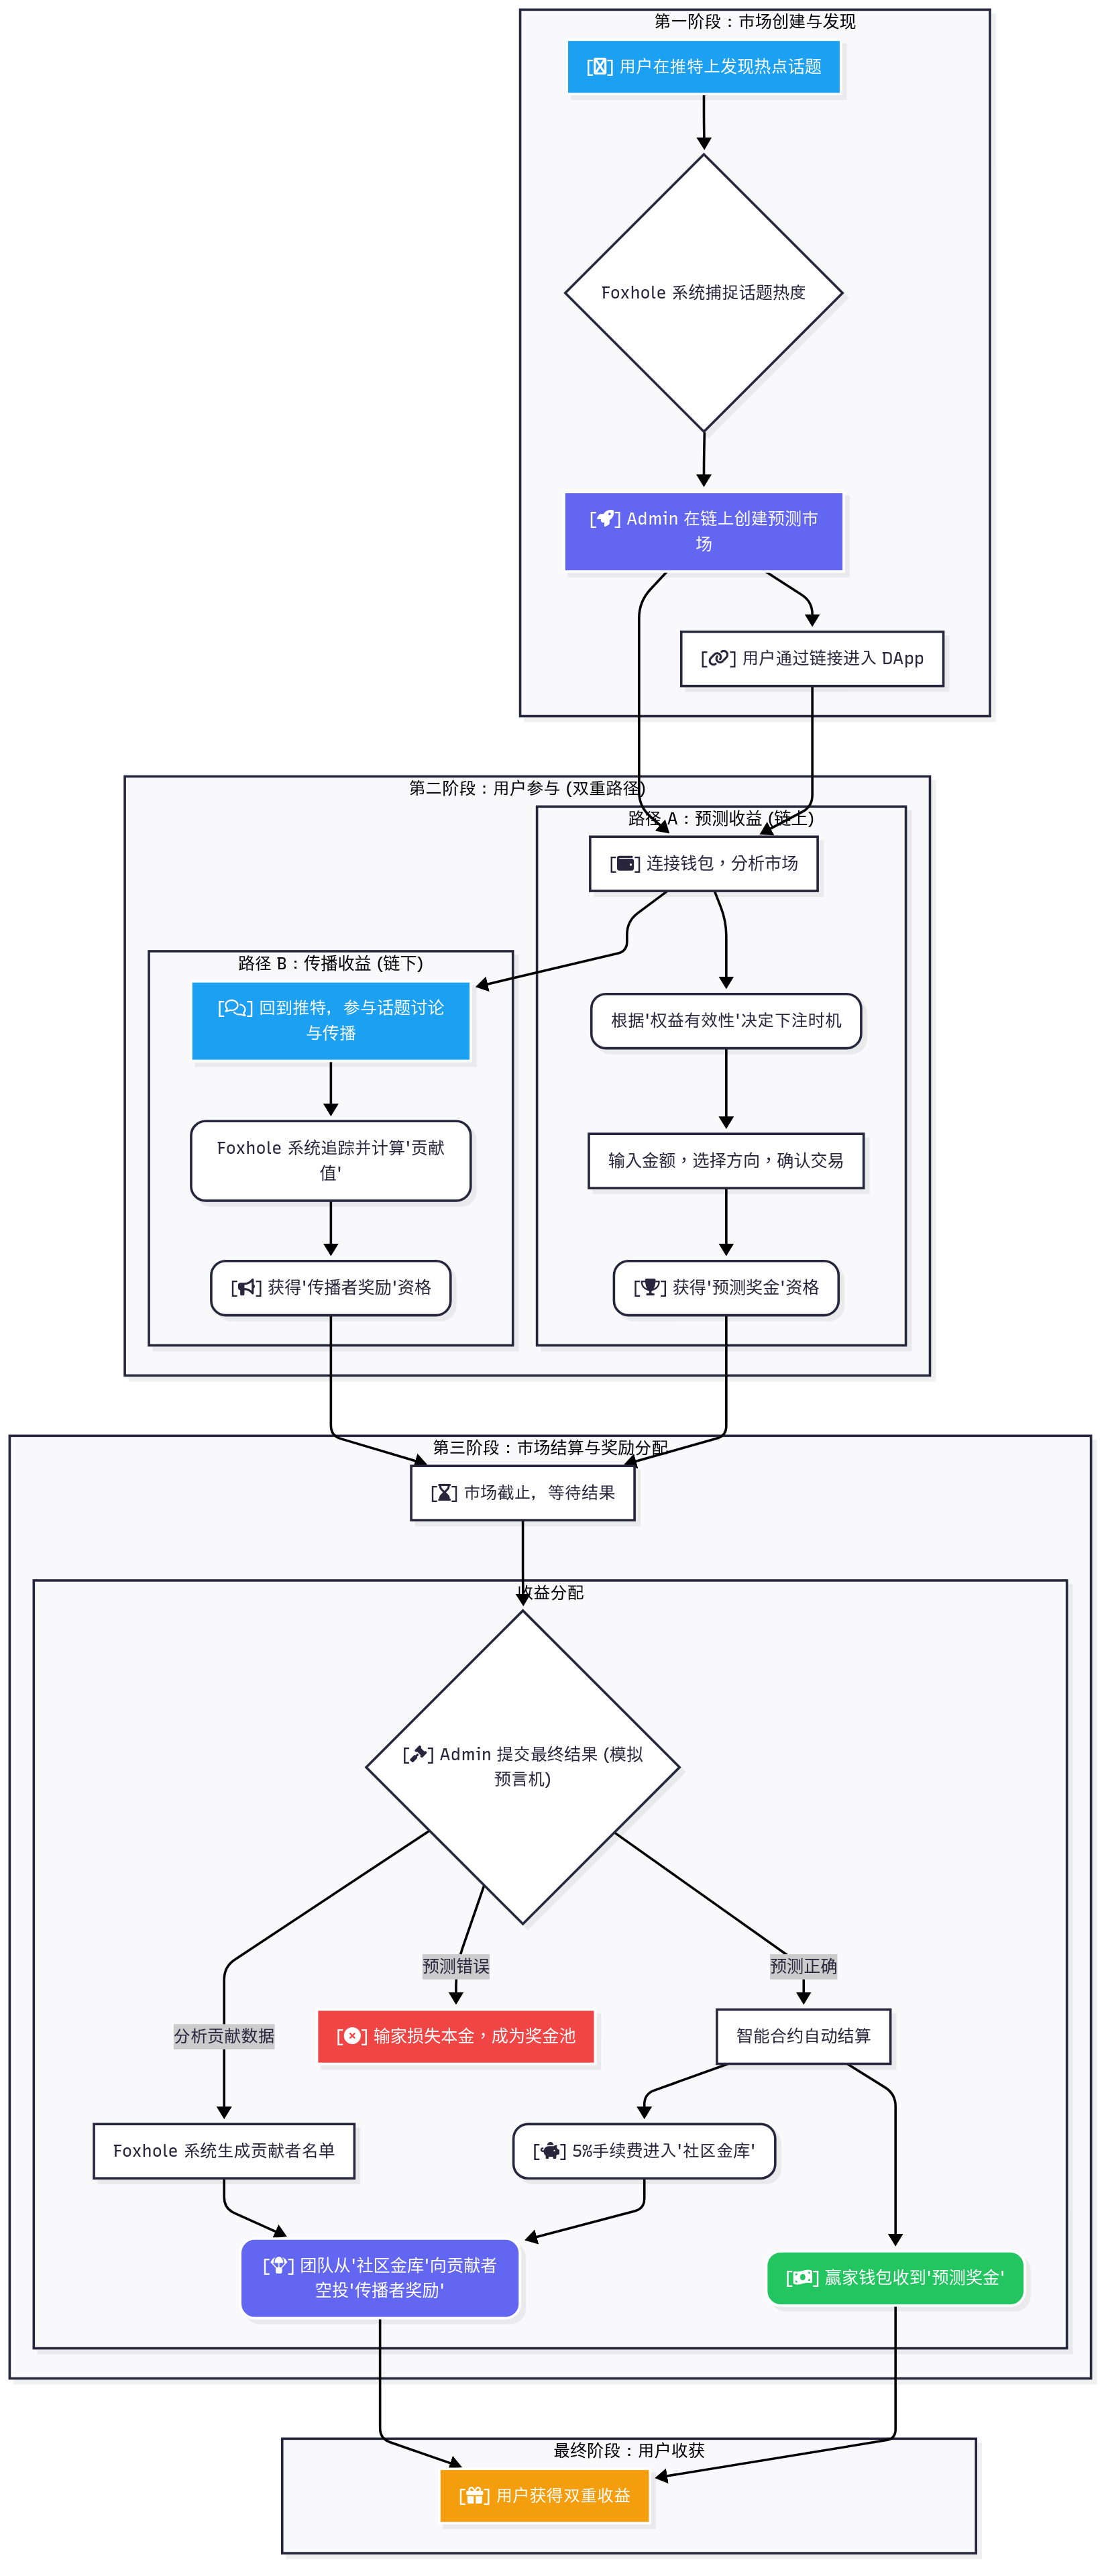 第一阶段：市场创建与发现
[] 用户在推特上发现热点话题
Foxhole 系统捕捉话题热度
[] Admin 在链上创建预测市
场
[] 用户通过链接进入 DApp
第二阶段：用户参与 (双重路径)
路径 A：预测收益 (链上)
[] 连接钱包，分析市场
路径 B：传播收益 (链下)
[] 回到推特，参与话题讨论
与传播
根据'权益有效性'决定下注时机
Foxhole 系统追踪并计算'贡献
值'
输入金额，选择方向，确认交易
[] 获得'传播者奖励'资格
[] 获得'预测奖金'资格
第三阶段：市场结算与奖励分配
[] 市场截止，等待结果
收益分配
[] Admin 提交最终结果 (模拟
预言机)
预测错误
预测正确
分析贡献数据
[] 输家损失本金，成为奖金池
智能合约自动结算
Foxhole 系统生成贡献者名单
[] 5%手续费进入'社区金库'
[] 团队从'社区金库'向贡献者
空投'传播者奖励'
[] 赢家钱包收到'预测奖金'
最终阶段：用户收获
[] 用户获得双重收益